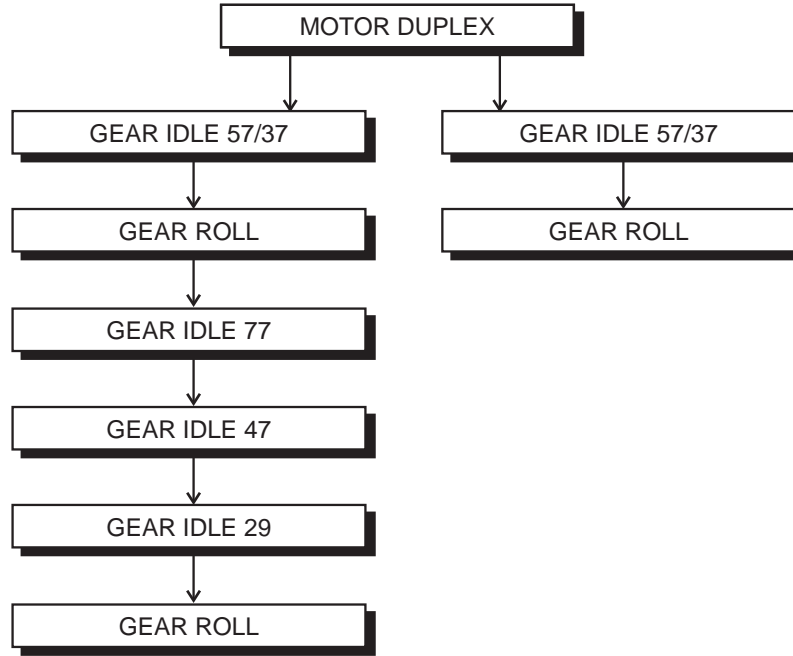 MOTOR DUPLEX
GEAR IDLE 57/37
GEAR IDLE 57/37
GEAR ROLL
GEAR ROLL
GEAR IDLE 77
GEAR IDLE 47
GEAR IDLE 29
GEAR ROLL